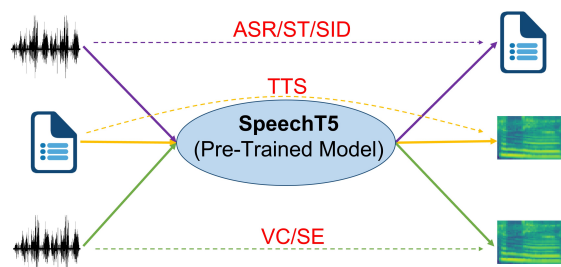 ASR/ST/SID
TTS
SpeechT5
(Pre-Trained Model)
VC/SE